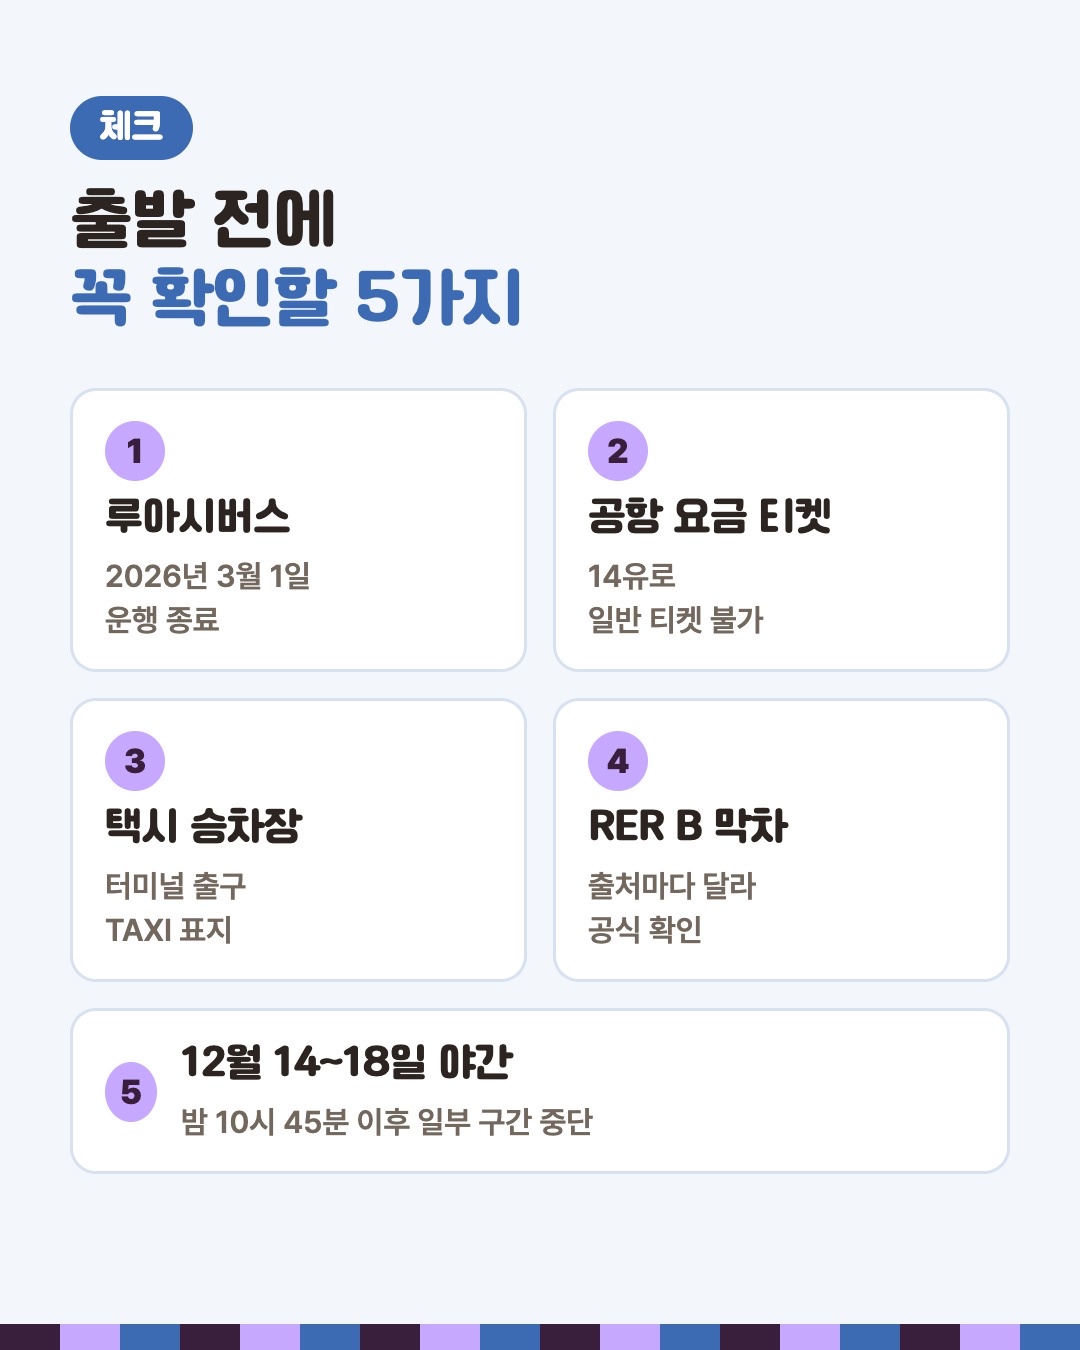 체크
출발 전에
꼭 확인할 5가지
1
루아시버스
2026년 3월 1일
운행 종료
2
공항 요금 티켓
14유로
일반 티켓 불가
3
택시 승차장
터미널 출구
TAXI 표지
4
RER B 막차
출처마다 달라
공식 확인
5
12월 14~18일 야간
밤 10시 45분 이후 일부 구간 중단